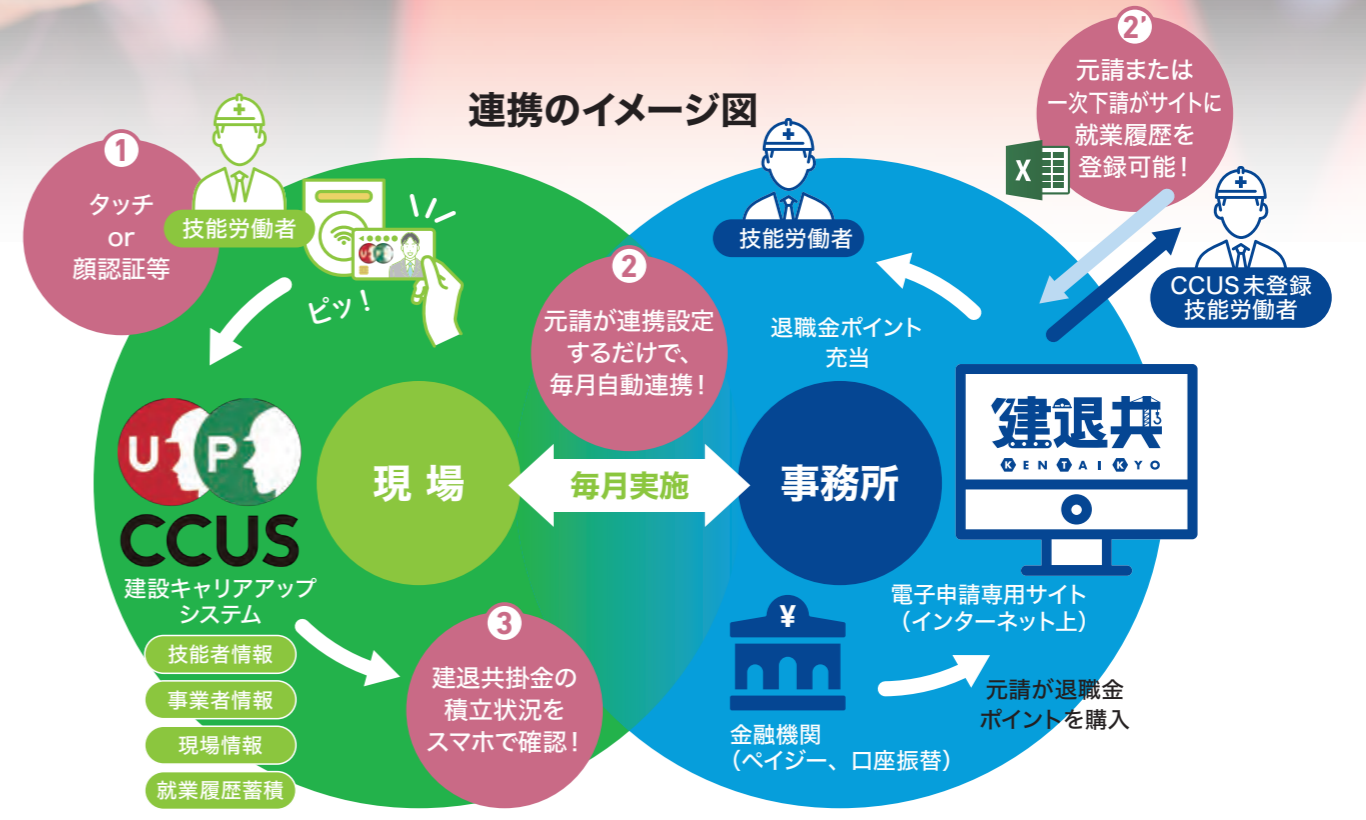 連携のイメージ図
1
タッチ
or
顔認証等
技能労働者
ピッ！
UP
CCUS
建設キャリアアップ
システム
技能者情報
事業者情報
現場情報
就業履歴蓄積
現場
2
元請が連携設定
するだけで、
毎月自動連携！
毎月実施
3
建退共掛金の
積立状況を
スマホで確認！
事務所
技能労働者
退職金ポイント
充当
2’
元請または
一次下請がサイトに
就業履歴を
登録可能！
X
CCUS未登録
技能労働者
建退共
KENTAIKYO
電子申請専用サイト
（インターネット上）
¥
金融機関
（ペイジー、口座振替）
元請が退職金
ポイントを購入